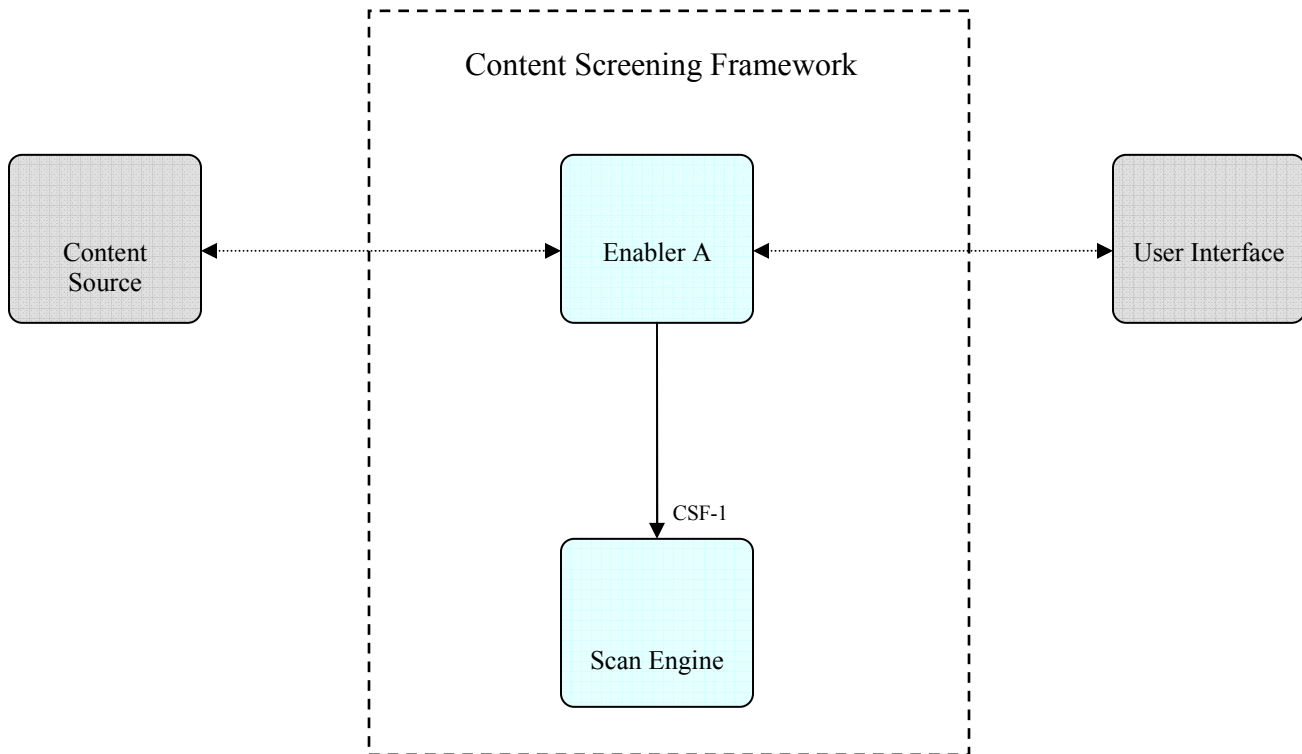 Content Screening Framework
Content
Source
Enabler A
User Interface
CSF-1
Scan Engine